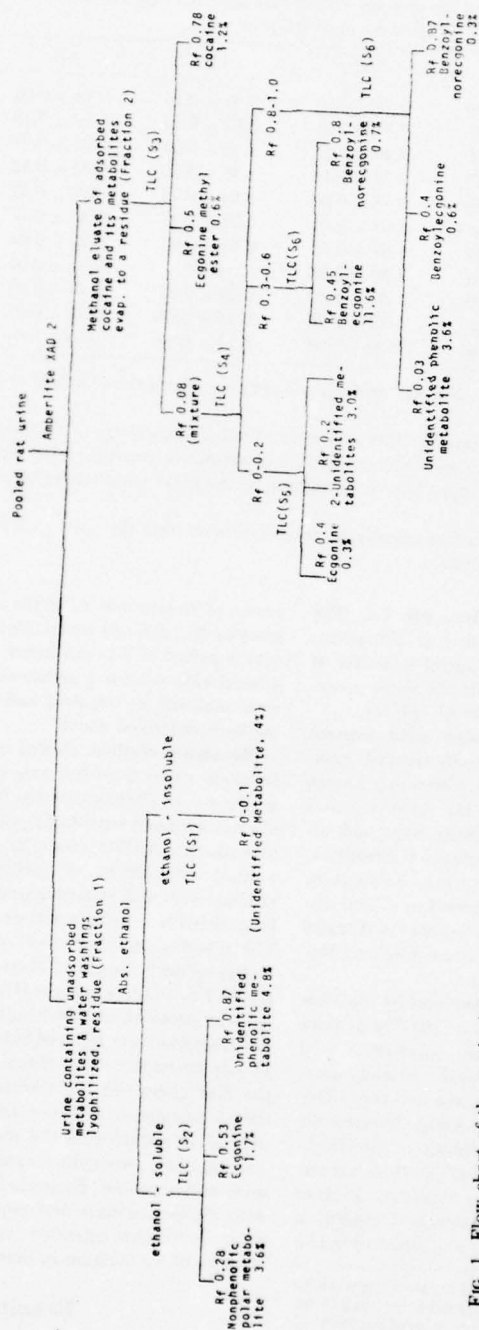 Pooled rat urine
Amberlite XAD 2
Urine containing unadsorbed
metabolites & water washings
lyophilized, residue (Fraction 1)
Abs. ethanol
ethanol - soluble
TLC (S2)
Rf 0.28
Nonphenolic
polar metabo-
lite 3.6%
Rf 0.53
Ecgonine
1.7%
Rf 0.87
Unidentified
phenolic me-
tabolite 4.8%
ethanol - insoluble
TLC (S1)
Rf 0-0.1
(Unidentified Metabolite, 4%)
Methanol eluate of adsorbed
cocaine and its metabolites
evap. to a residue (Fraction 2)
TLC (S3)
Rf 0.08
(mixture)
Rf 0.5
Ecgonine methyl
ester 0.6%
Rf 0.78
cocaine
1.2%
TLC (S4)
Rf 0-0.2
Rf 0.3-0.6
Rf 0.8-1.0
TLC(S5)
Rf 0.4
Ecgonine
0.3%
Rf 0.2
2-Unidentified me-
tabolites 3.0%
TLC(S6)
Rf 0.45
Benzoyl-
ecgonine
11.6%
Rf 0.8
Benzoyl-
norecgonine
0.7%
TLC (S6)
Rf 0.03
Unidentified phenolic
metabolite 3.6%
Rf 0.4
Benzoylecgonine
0.6%
Rf 0.87
Benzoyl-
norecgonine
0.3%
FIG. 1. Flow chart of the